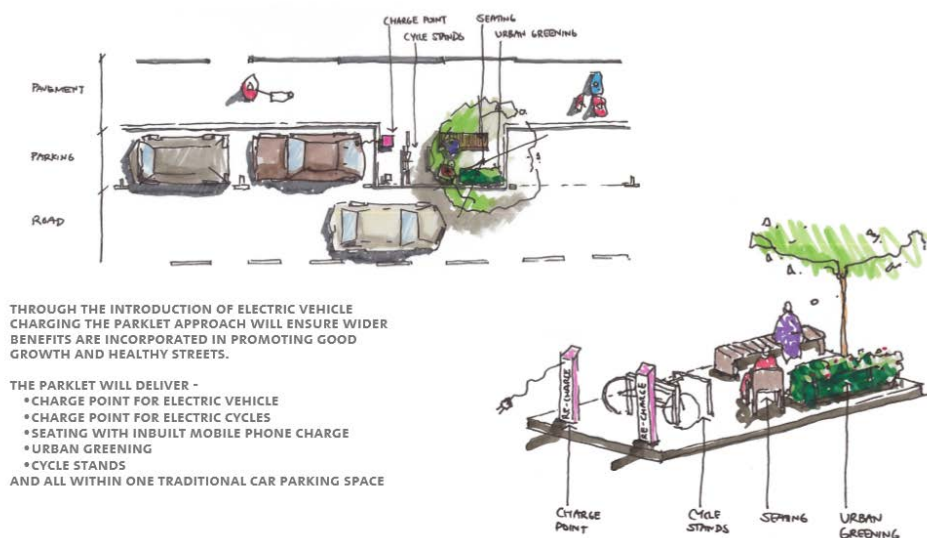 CHARGE POINT
CYCLE STANDS
SEATING
URBAN GREENING
PAVEMENT
PARKING
ROAD
THROUGH THE INTRODUCTION OF ELECTRIC VEHICLE
CHARGING THE PARKLET APPROACH WILL ENSURE WIDER
BENEFITS ARE INCORPORATED IN PROMOTING GOOD
GROWTH AND HEALTHY STREETS.
THE PARKLET WILL DELIVER -
•CHARGE POINT FOR ELECTRIC VEHICLE
•CHARGE POINT FOR ELECTRIC CYCLES
•SEATING WITH INBUILT MOBILE PHONE CHARGE
•URBAN GREENING
•CYCLE STANDS
AND ALL WITHIN ONE TRADITIONAL CAR PARKING SPACE
RE-CHARGE
RE-CHARGE
CHARGE
POINT
CYCLE
STANDS
SEATING
URBAN
GREENING